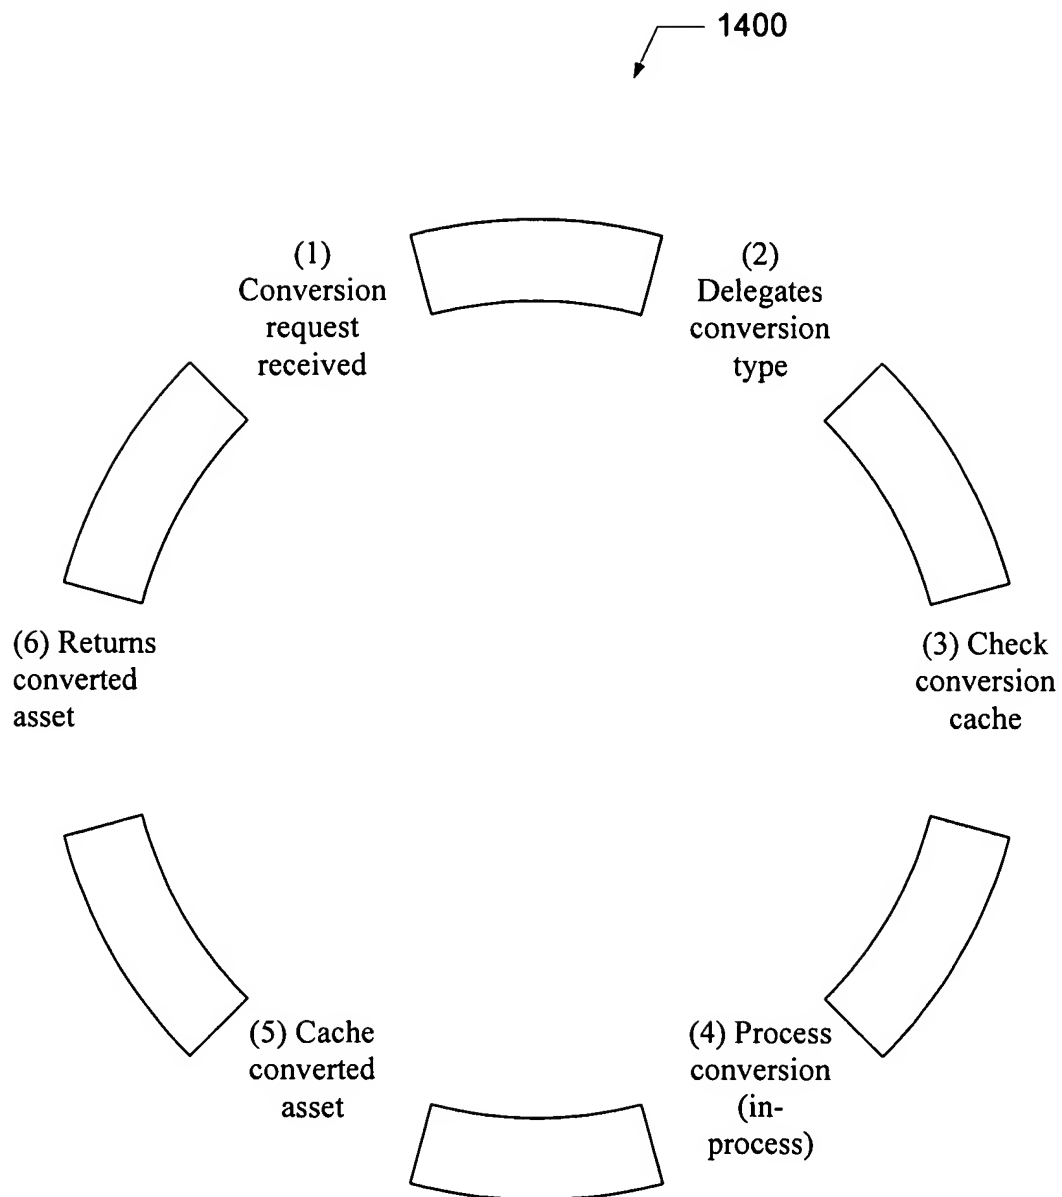 1400
(1)
Conversion
request
received
(2)
Delegates
conversion
type
(3) Check
conversion
cache
(4) Process
conversion
(in-
process)
(5) Cache
converted
asset
(6) Returns
converted
asset